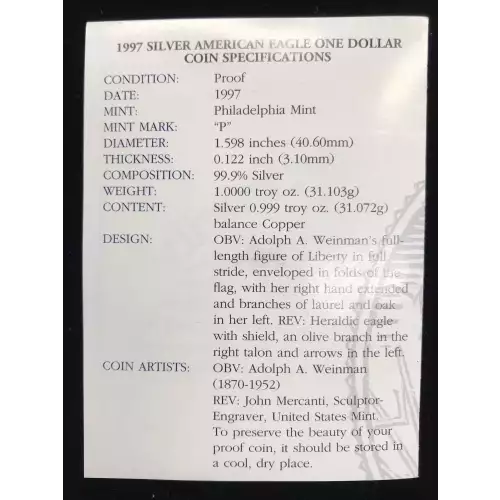 1997 SILVER AMERICAN EAGLE ONE DOLLAR
COIN SPECIFICATIONS
CONDITION: Proof
DATE: 1997
MINT: Philadelphia Mint
MINT MARK: “P”
DIAMETER: 1.598 inches (40.60mm)
THICKNESS: 0.122 inch (3.10mm)
COMPOSITION: 99.9% Silver
WEIGHT: 1.0000 troy oz. (31.103g)
CONTENT: Silver 0.999 troy oz. (31.072g)
balance Copper
DESIGN: OBV: Adolph A. Weinman's full-
length figure of Liberty in full
stride, enveloped in folds of the
flag, with her right hand extended
and branches of laurel and oak
in her left. REV: Heraldic eagle
with shield, an olive branch in the
right talon and arrows in the left.
COIN ARTISTS: OBV: Adolph A. Weinman
(1870-1952)
REV: John Mercanti, Sculptor-
Engraver, United States Mint
To preserve the beauty of your
proof coin, it should be stored in
a cool, dry place.